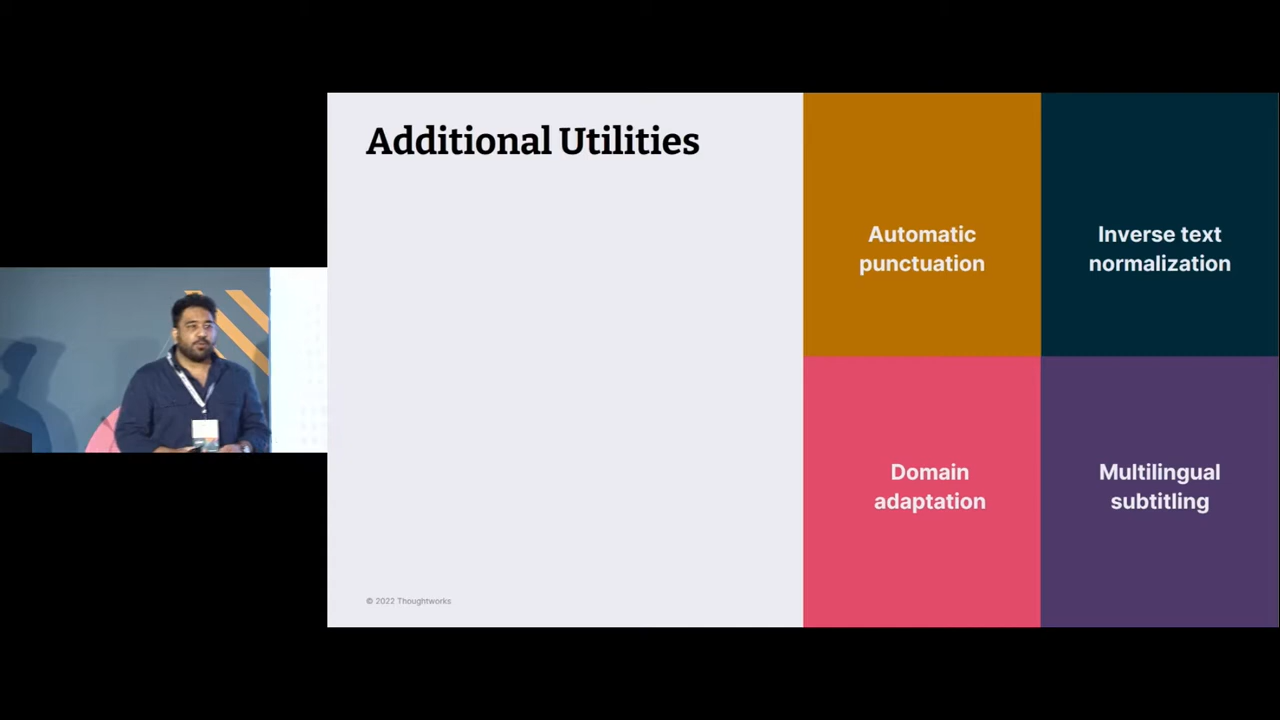 Additional Utilities
Automatic
punctuation
Inverse text
normalization
Domain
adaptation
Multilingual
subtitling
© 2022 Thoughtworks